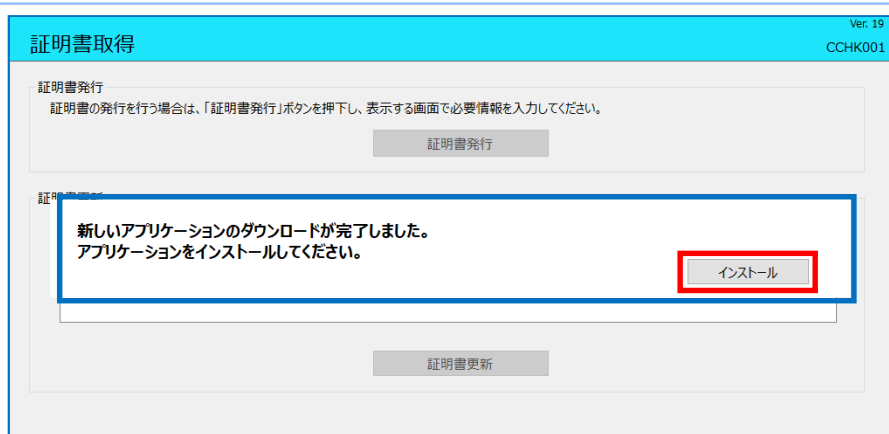 Ver. 19
証明書取得
CCHK001
証明書発行
証明書の発行を行う場合は、「証明書発行」ボタンを押下し、表示する画面で必要情報を入力してください。
証明書発行
新しいアプリケーションのダウンロードが完了しました。
アプリケーションをインストールしてください。
インストール
証明書更新